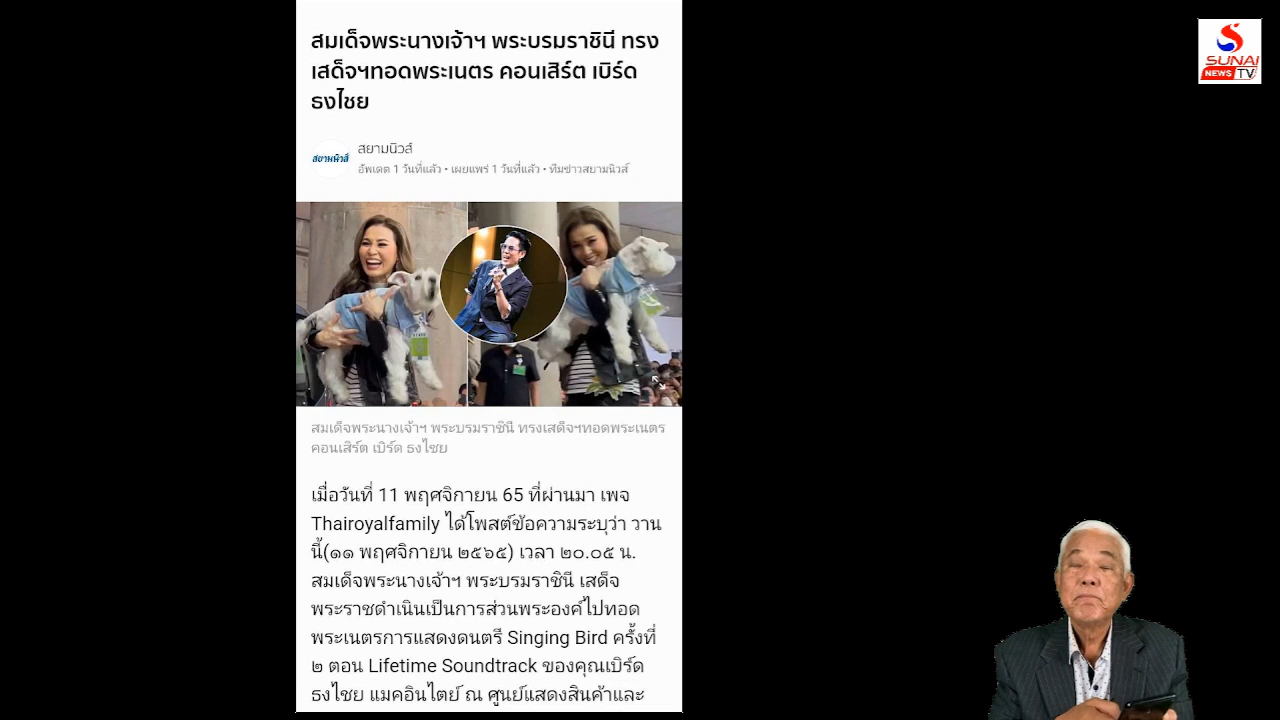 สมเด็จพระนางเจ้าฯ พระบรมราชินี ทรง
เสด็จฯทอดพระเนตร คอนเสิร์ต เบิร์ด
ธงไชย
สยามนิวส์
สยามนิวส์
อัพเดต 1 วันที่แล้ว • เผยแพร่ 1 วันที่แล้ว • ทีมข่าวสยามนิวส์
สมเด็จพระนางเจ้าฯ พระบรมราชินี ทรงเสด็จฯทอดพระเนตร
คอนเสิร์ต เบิร์ด ธงไชย
เมื่อวันที่ 11 พฤศจิกายน 65 ที่ผ่านมา เพจ
Thairoyalfamily ได้โพสต์ข้อความระบุว่า วาน
นี้(๑๑ พฤศจิกายน ๒๕๖๕) เวลา ๒๐.๐๕ น.
สมเด็จพระนางเจ้าฯ พระบรมราชินี เสด็จ
พระราชดำเนินเป็นการส่วนพระองค์ไปทอด
พระเนตรการแสดงดนตรี Singing Bird ครั้งที่
๒ ตอน Lifetime Soundtrack ของคุณเบิร์ด
ธงไชย แมคอินไตย์ ณ ศูนย์แสดงสินค้าและ
SUNAI
NEWS TV